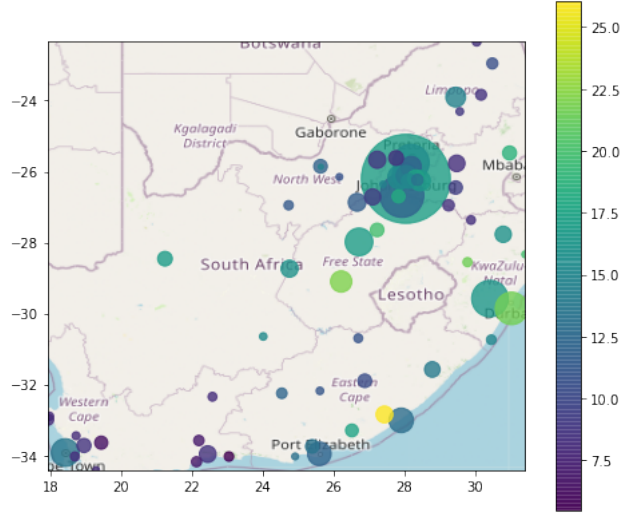 Botswana
Limpopo
Gaborone
Kgalagadi
District
Pretoria
Mbaba
North West
South Africa
Free State
KwaZulu
Natal
Lesotho
Eastern
Cape
Western
Cape
Port Elizabeth
−24
−26
−28
−30
−32
−34
18
20
22
24
26
28
30
25.0
22.5
20.0
17.5
15.0
12.5
10.0
7.5